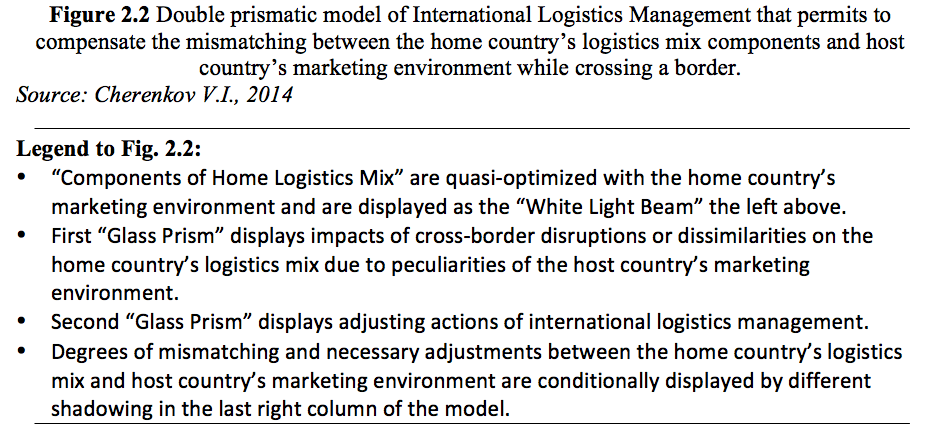 Figure 2.2 Double prismatic model of International Logistics Management that permits to
compensate the mismatching between the home country’s logistics mix components and host
country’s marketing environment while crossing a border.
Source: Cherenkov V.I., 2014
Legend to Fig. 2.2:
• “Components of Home Logistics Mix” are quasi-optimized with the home country’s
marketing environment and are displayed as the “White Light Beam” the left above.
• First “Glass Prism” displays impacts of cross-border disruptions or dissimilarities on the
home country’s logistics mix due to peculiarities of the host country’s marketing
environment.
• Second “Glass Prism” displays adjusting actions of international logistics management.
• Degrees of mismatching and necessary adjustments between the home country’s logistics
mix and host country’s marketing environment are conditionally displayed by different
shadowing in the last right column of the model.